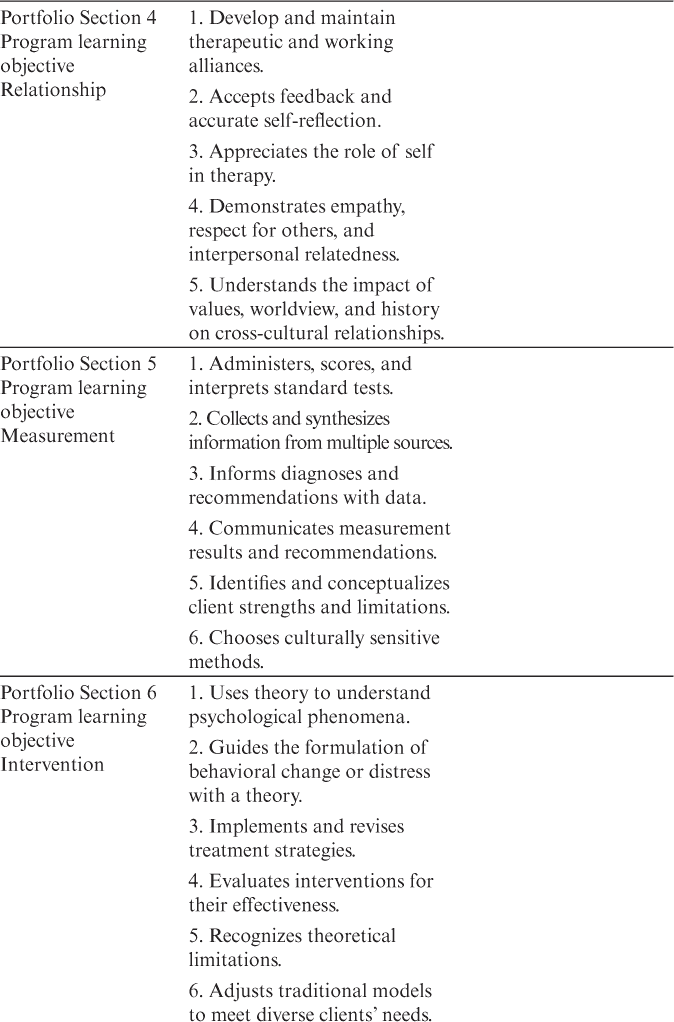 Portfolio Section 4
Program learning
objective
Relationship
1. Develop and maintain
therapeutic and working
alliances.
2. Accepts feedback and
accurate self-reflection.
3. Appreciates the role of self
in therapy.
4. Demonstrates empathy,
respect for others, and
interpersonal relatedness.
5. Understands the impact of
values, worldview, and history
on cross-cultural relationships.
Portfolio Section 5
Program learning
objective
Measurement
1. Administers, scores, and
interprets standard tests.
2. Collects and synthesizes
information from multiple sources.
3. Informs diagnoses and
recommendations with data.
4. Communicates measurement
results and recommendations.
5. Identifies and conceptualizes
client strengths and limitations.
6. Chooses culturally sensitive
methods.
Portfolio Section 6
Program learning
objective
Intervention
1. Uses theory to understand
psychological phenomena.
2. Guides the formulation of
behavioral change or distress
with a theory.
3. Implements and revises
treatment strategies.
4. Evaluates interventions for
their effectiveness.
5. Recognizes theoretical
limitations.
6. Adjusts traditional models
to meet diverse clients' needs.